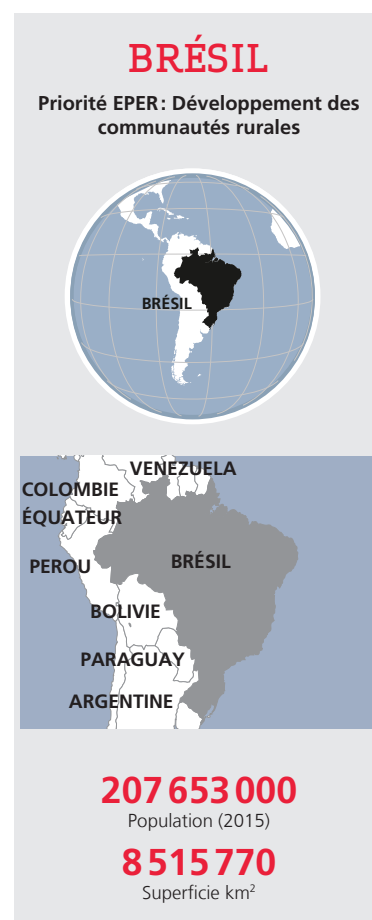 BRÉSIL
Priorité EPER : Développement des
communautés rurales
BRÉSIL
VENEZUELA
COLOMBIE
ÉQUATEUR
BRÉSIL
PEROU
BOLIVIE
PARAGUAY
ARGENTINE
207 653 000
Population (2015)
8 515 770
Superficie km²